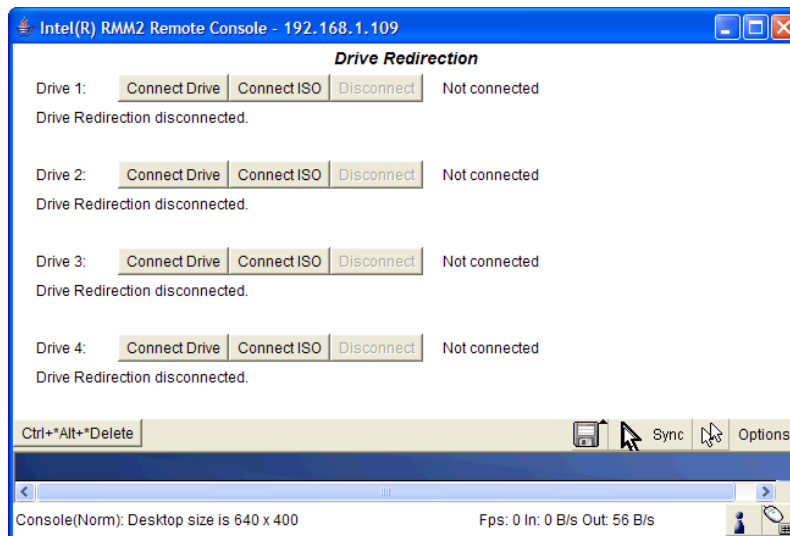 Intel(R) RMM2 Remote Console - 192.168.1.109
Drive Redirection
Drive 1: Connect Drive Connect ISO Disconnect Not connected
Drive Redirection disconnected.
Drive 2: Connect Drive Connect ISO Disconnect Not connected
Drive Redirection disconnected.
Drive 3: Connect Drive Connect ISO Disconnect Not connected
Drive Redirection disconnected.
Drive 4: Connect Drive Connect ISO Disconnect Not connected
Drive Redirection disconnected.
Ctrl+*Alt+*Delete Sync Options
Console(Norm): Desktop size is 640 x 400 Fps: 0 In: 0 B/s Out: 56 B/s